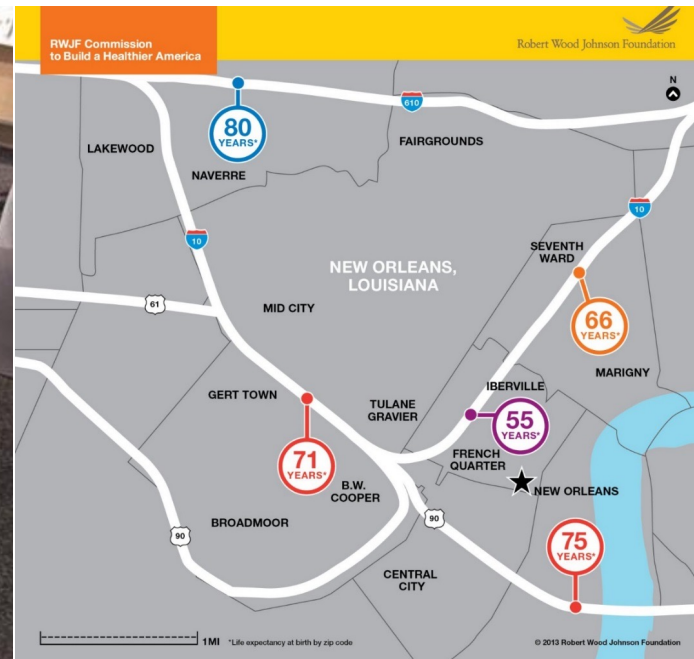 RWJF Commission
to Build a Healthier America
Robert Wood Johnson Foundation
N
80
YEARS*
610
LAKEWOOD
FAIRGROUNDS
NAVERRE
10
10
SEVENTH
WARD
NEW ORLEANS,
LOUISIANA
61
MID CITY
66
YEARS*
MARIGNY
IBERVILLE
GERT TOWN
TULANE
GRAVIER
55
YEARS*
71
YEARS*
FRENCH
QUARTER
B.W.
COOPER
NEW ORLEANS
BROADMOOR
90
90
75
YEARS*
CENTRAL
CITY
1MI
*Life expectancy at birth by zip code
© 2013 Robert Wood Johnson Foundation